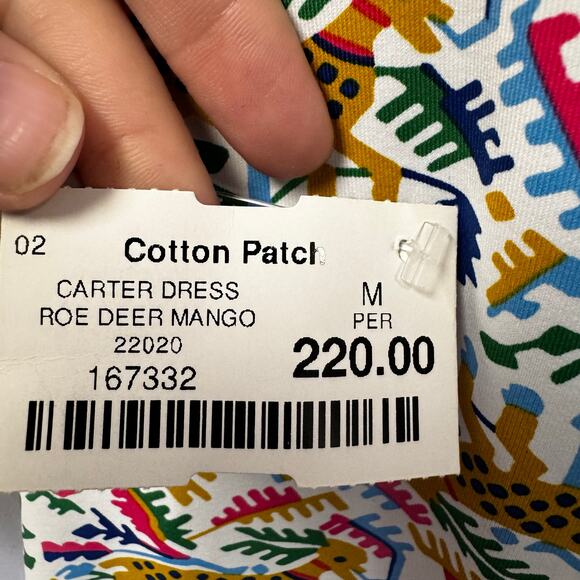 02 Cotton Patch
CARTER DRESS M
ROE DEER MANGO PER
22020 220.00
167332